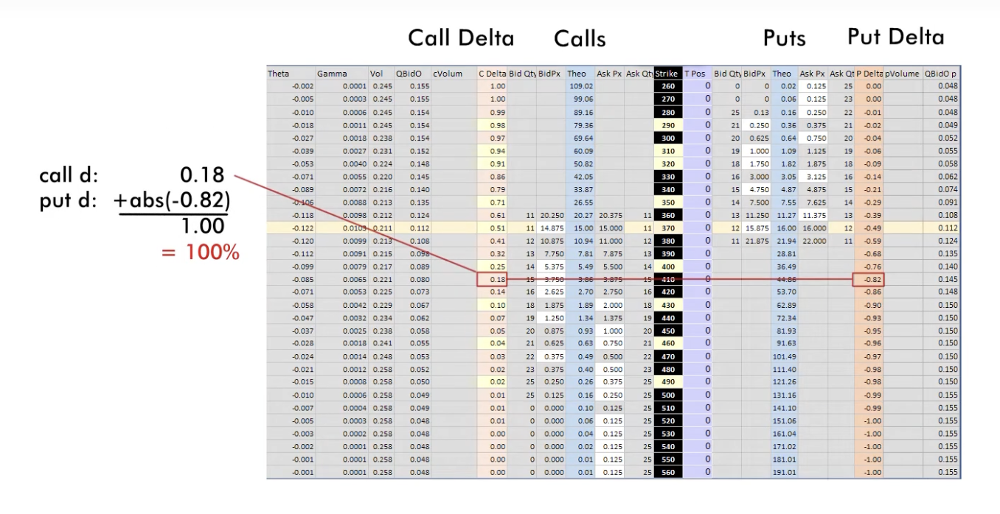 Call Delta Calls Puts Put Delta
call d: 0.18
put d: +abs(-0.82)
1.00
= 100%
Theta Gamma Vol QBidO cVolum C Delta Bid Qty BidPx Theo Ask Px Ask Qty Strike T Pos Bid Qty BidPx Theo Ask Px Ask Qt P Delta pVolume QBidO p
-0.002 0.0001 0.245 0.155 1.00 109.02 260 0 0 0 0.02 0.125 25 0.00 0.048
-0.005 0.0003 0.245 0.155 1.00 99.06 270 0 0 0 0.06 0.125 23 0.00 0.048
-0.010 0.0006 0.245 0.154 0.99 89.16 280 0 25 0.13 0.16 0.250 22 -0.01 0.048
-0.018 0.0011 0.245 0.154 0.98 79.36 290 0 21 0.250 0.36 0.375 21 -0.02 0.049
-0.027 0.0018 0.238 0.154 0.97 69.64 300 0 20 0.625 0.64 0.750 20 -0.04 0.052
-0.039 0.0027 0.231 0.152 0.94 60.09 310 0 19 1.000 1.09 1.125 19 -0.06 0.055
-0.053 0.0040 0.224 0.148 0.91 50.82 320 0 18 1.750 1.82 1.875 18 -0.09 0.058
-0.071 0.0055 0.220 0.145 0.86 42.05 330 0 16 3.000 3.05 3.125 16 -0.14 0.062
-0.089 0.0072 0.216 0.140 0.79 33.87 340 0 15 4.750 4.87 4.875 15 -0.21 0.074
-0.106 0.0088 0.213 0.135 0.71 26.55 350 0 14 7.500 7.55 7.625 14 -0.29 0.091
-0.118 0.0098 0.212 0.124 0.61 11 20.250 20.27 20.375 11 360 0 13 11.250 11.27 11.375 13 -0.39 0.108
-0.122 0.0103 0.211 0.112 0.51 11 14.875 15.00 15.000 11 370 0 12 15.875 16.00 16.000 12 -0.49 0.112
-0.120 0.0099 0.213 0.108 0.41 12 10.875 10.94 11.000 12 380 0 11 21.875 21.94 22.000 11 -0.59 0.124
-0.112 0.0091 0.215 0.098 0.32 13 7.750 7.81 7.875 13 390 0 28.81 -0.68 0.135
-0.099 0.0079 0.217 0.089 0.25 14 5.375 5.49 5.500 14 400 0 36.49 -0.76 0.140
-0.085 0.0065 0.221 0.080 0.18 15 3.750 3.86 3.875 15 410 0 44.86 -0.82 0.145
-0.071 0.0053 0.225 0.073 0.14 16 2.625 2.70 2.750 16 420 0 53.70 -0.86 0.148
-0.058 0.0042 0.229 0.067 0.10 18 1.875 1.89 2.000 18 430 0 62.89 -0.90 0.150
-0.047 0.0032 0.234 0.062 0.07 19 1.250 1.34 1.375 19 440 0 72.34 -0.93 0.150
-0.037 0.0025 0.238 0.058 0.05 20 0.875 0.93 1.000 20 450 0 81.93 -0.95 0.150
-0.028 0.0018 0.241 0.055 0.04 21 0.625 0.63 0.750 21 460 0 91.63 -0.96 0.150
-0.024 0.0014 0.248 0.053 0.03 22 0.375 0.49 0.500 22 470 0 101.49 -0.97 0.150
-0.021 0.0012 0.258 0.052 0.02 23 0.375 0.40 0.500 23 480 0 111.40 -0.98 0.150
-0.015 0.0008 0.258 0.050 0.02 25 0.250 0.26 0.375 25 490 0 121.26 -0.98 0.150
-0.010 0.0006 0.258 0.049 0.01 25 0.125 0.16 0.250 25 500 0 131.16 -0.99 0.155
-0.007 0.0004 0.258 0.049 0.01 0 0.000 0.10 0.125 25 510 0 141.10 -0.99 0.155
-0.005 0.0003 0.258 0.048 0.01 0 0.000 0.06 0.125 25 520 0 151.06 -1.00 0.155
-0.003 0.0002 0.258 0.048 0.00 0 0.000 0.04 0.125 25 530 0 161.04 -1.00 0.155
-0.002 0.0001 0.258 0.048 0.00 0 0.000 0.02 0.125 25 540 0 171.02 -1.00 0.155
-0.001 0.0001 0.258 0.048 0.00 0 0.000 0.01 0.125 25 550 0 181.01 -1.00 0.155
-0.001 0.0001 0.258 0.048 0.00 0 0.000 0.01 0.125 25 560 0 191.01 -1.00 0.155